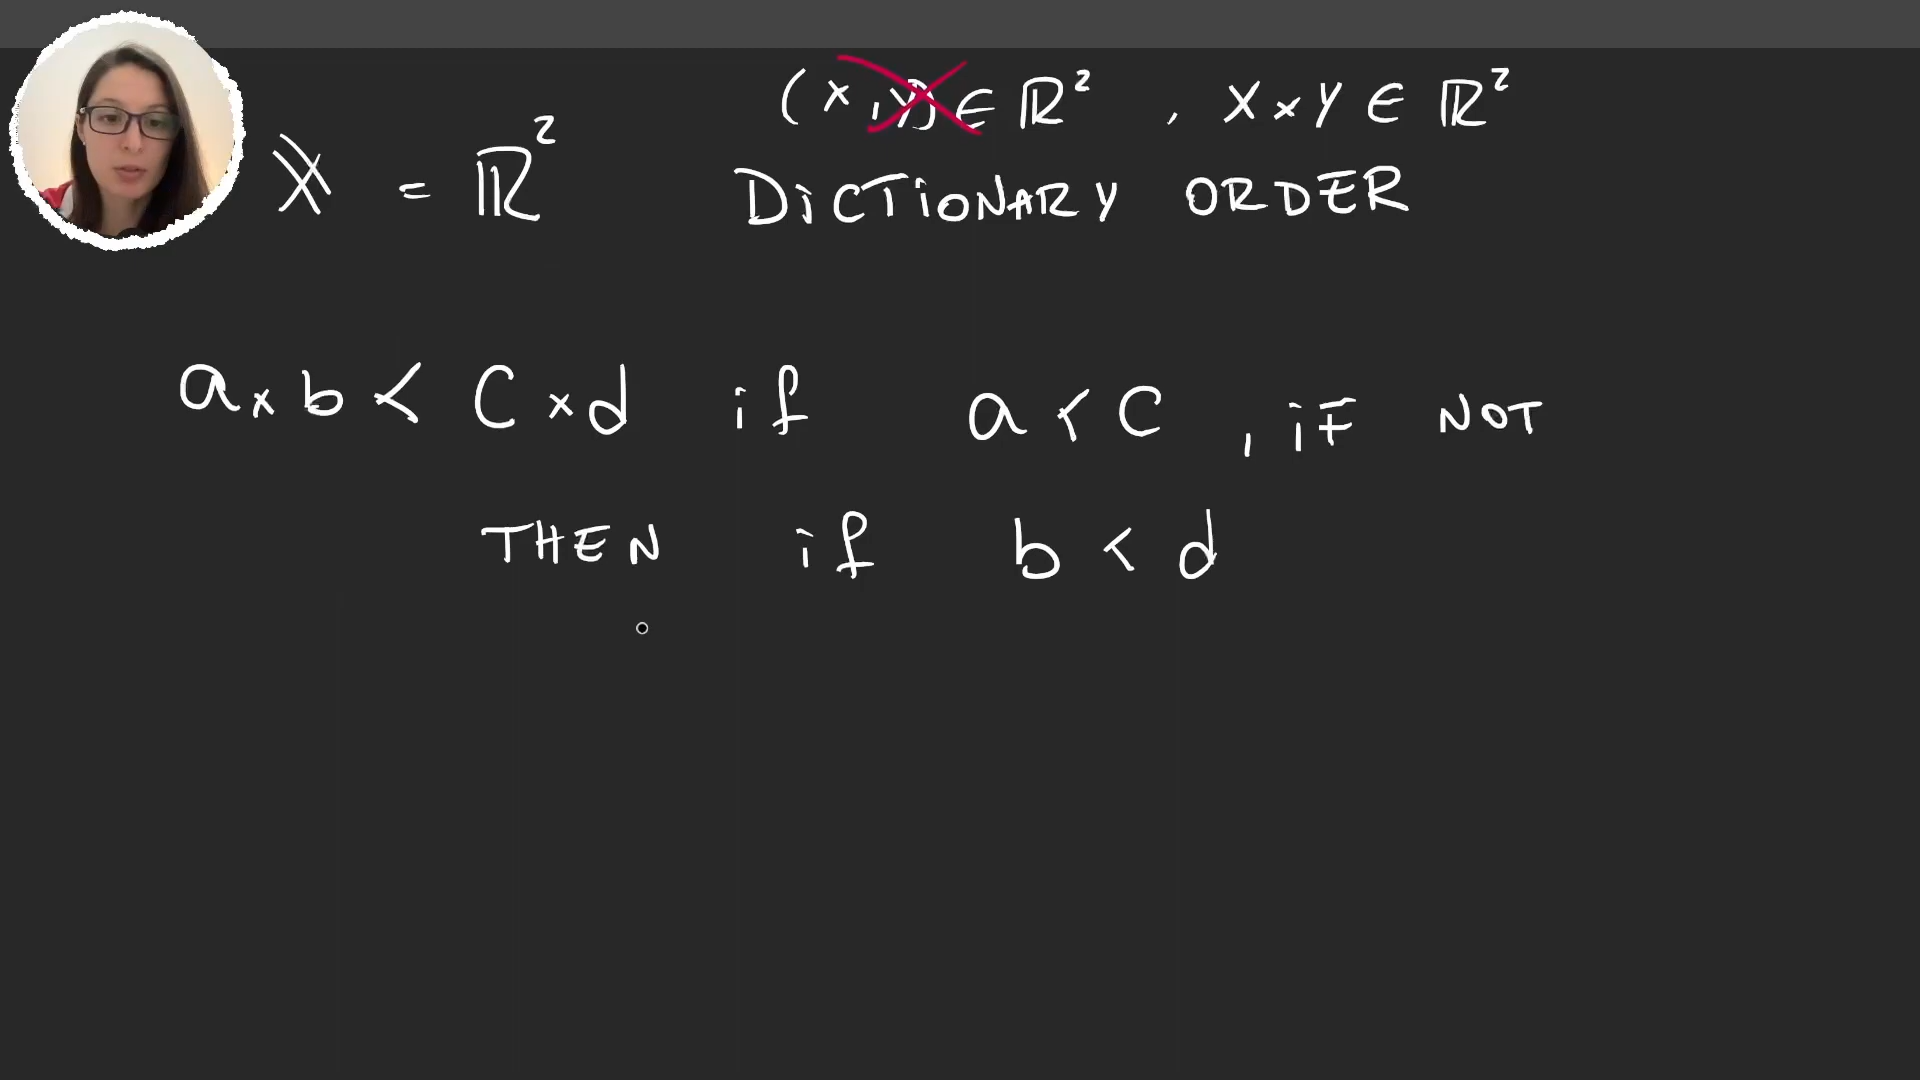 (x,y) ∈ ℝ² , x × y ∈ ℝ²
X = ℝ² DiCTiONARY ORDER
a × b < c × d if a < c , iF NOT
THEN if b < d